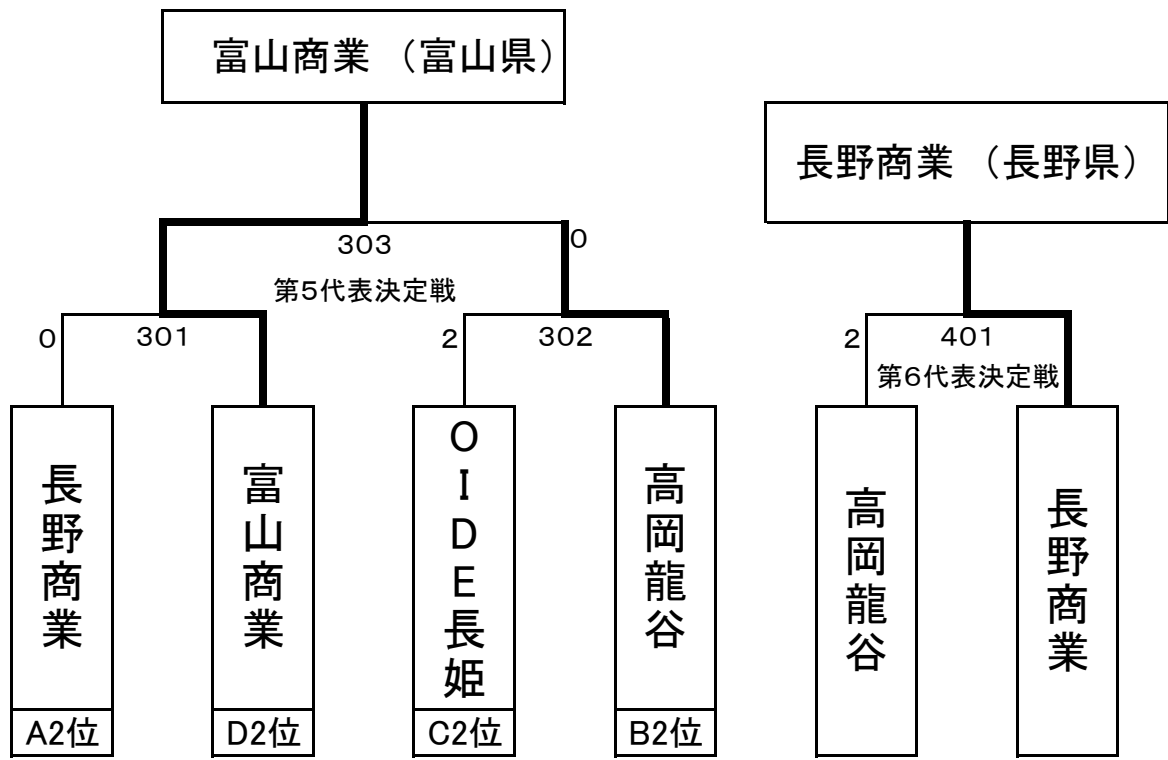 富山商業 (富山県)
長野商業 (長野県)
303
0
第5代表決定戦
0
301
2
302
2
401
第6代表決定戦
長野商業
富山商業
OIDE長姫
高岡龍谷
高岡龍谷
長野商業
A2位
D2位
C2位
B2位